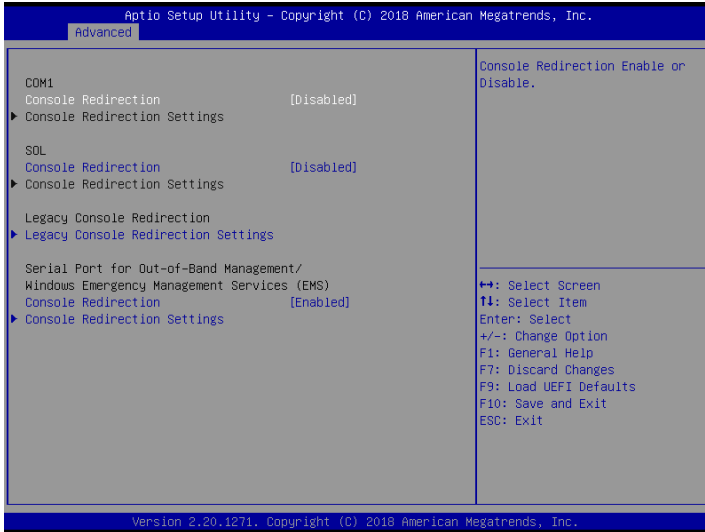 Aptio Setup Utility – Copyright (C) 2018 American Megatrends, Inc.
Advanced
COM1
Console Redirection [Disabled]
Console Redirection Settings
SOL
Console Redirection [Disabled]
Console Redirection Settings
Legacy Console Redirection
Legacy Console Redirection Settings
Serial Port for Out-of-Band Management/
Windows Emergency Management Services (EMS)
Console Redirection [Enabled]
Console Redirection Settings
Console Redirection Enable or
Disable.
↔: Select Screen
↑↓: Select Item
Enter: Select
+/-: Change Option
F1: General Help
F7: Discard Changes
F9: Load UEFI Defaults
F10: Save and Exit
ESC: Exit
Version 2.20.1271. Copyright (C) 2018 American Megatrends, Inc.